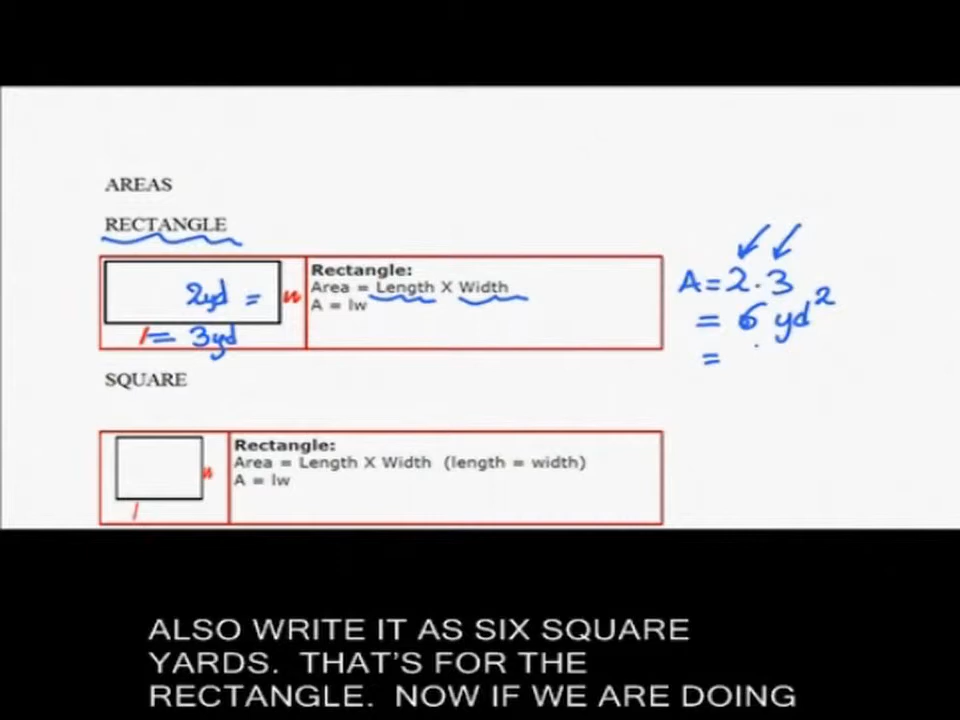 AREAS
RECTANGLE
2yd = w
l = 3yd
Rectangle:
Area = Length X Width
A = lw
A = 2 . 3
= 6 yd²
=
SQUARE
w
l
Rectangle:
Area = Length X Width (length = width)
A = lw
ALSO WRITE IT AS SIX SQUARE
YARDS. THAT'S FOR THE
RECTANGLE. NOW IF WE ARE DOING